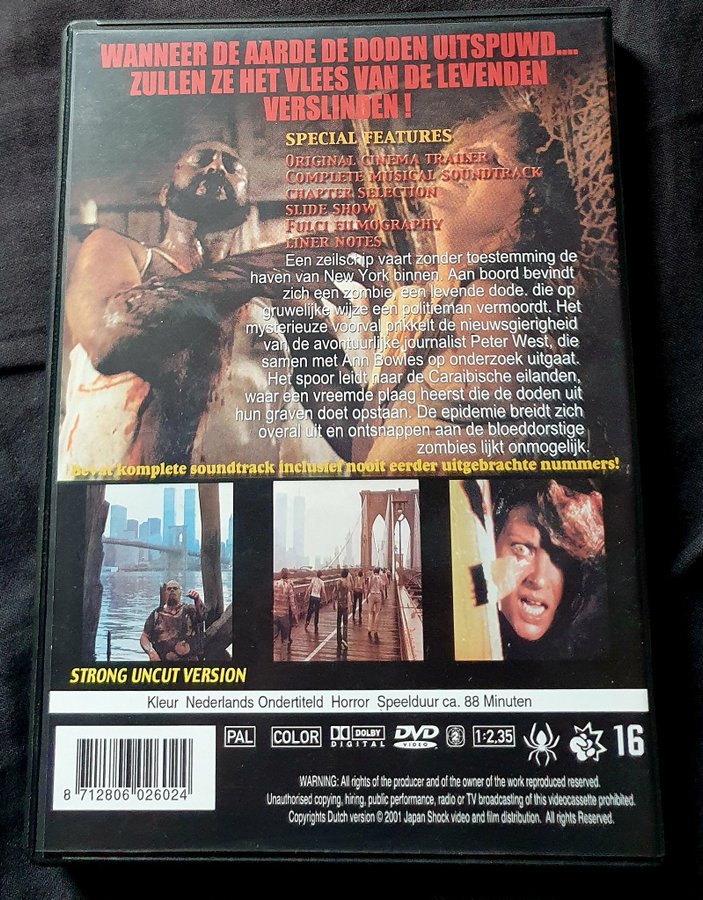 WANNEER DE AARDE DE DODEN UITSPUWD....
ZULLEN ZE HET VLEES VAN DE LEVENDEN
VERSLINDEN !
SPECIAL FEATURES
ORIGINAL CINEMA TRAILER
COMPLETE MUSICAL SOUNDTRACK
CHAPTER SELECTION
SLIDE SHOW
FULCI FILMOGRAPHY
LINER NOTES
Een zeilschip vaart zonder toestemming de
haven van New York binnen. Aan boord bevindt
zich een zombie, een levende dode. die op
gruwelijke wijze een politieman vermoordt. Het
mysterieuze voorval prikkelt de nieuwsgierigheid
van de avontuurlijke journalist Peter West, die
samen met Ann Bowles op onderzoek uitgaat.
Het spoor leidt naar de Caraibische eilanden,
waar een vreemde plaag heerst die de doden uit
hun graven doet opstaan. De epidemie breidt zich
overal uit en ontsnappen aan de bloeddorstige
zombies lijkt onmogelijk.
Bevat komplete soundtrack inclusief nooit eerder uitgebrachte nummers!
STRONG UNCUT VERSION
Kleur Nederlands Ondertiteld Horror Speelduur ca. 88 Minuten
PAL COLOR DOLBY DIGITAL DVD VIDEO 2 1:2,35 16
8 712806 026024
WARNING: All rights of the producer and of the owner of the work reproduced reserved.
Unauthorised copying, hiring, public performance, radio or TV broadcasting of this videocassette prohibited.
Copyrights Dutch version © 2001 Japan Shock video and film distribution. All rights Reserved.